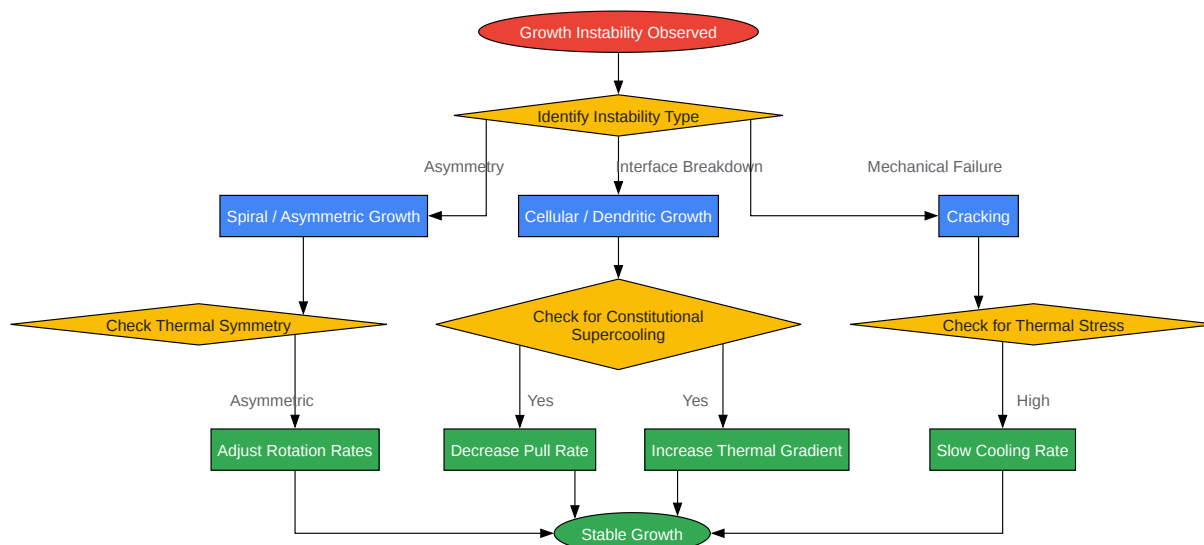 Growth Instability Observed
Identify Instability Type
Asymmetry
Interface Breakdown
Mechanical Failure
Spiral / Asymmetric Growth
Cellular / Dendritic Growth
Cracking
Check Thermal Symmetry
Check for Constitutional
Supercooling
Check for Thermal Stress
Asymmetric
Yes
Yes
High
Adjust Rotation Rates
Decrease Pull Rate
Increase Thermal Gradient
Slow Cooling Rate
Stable Growth